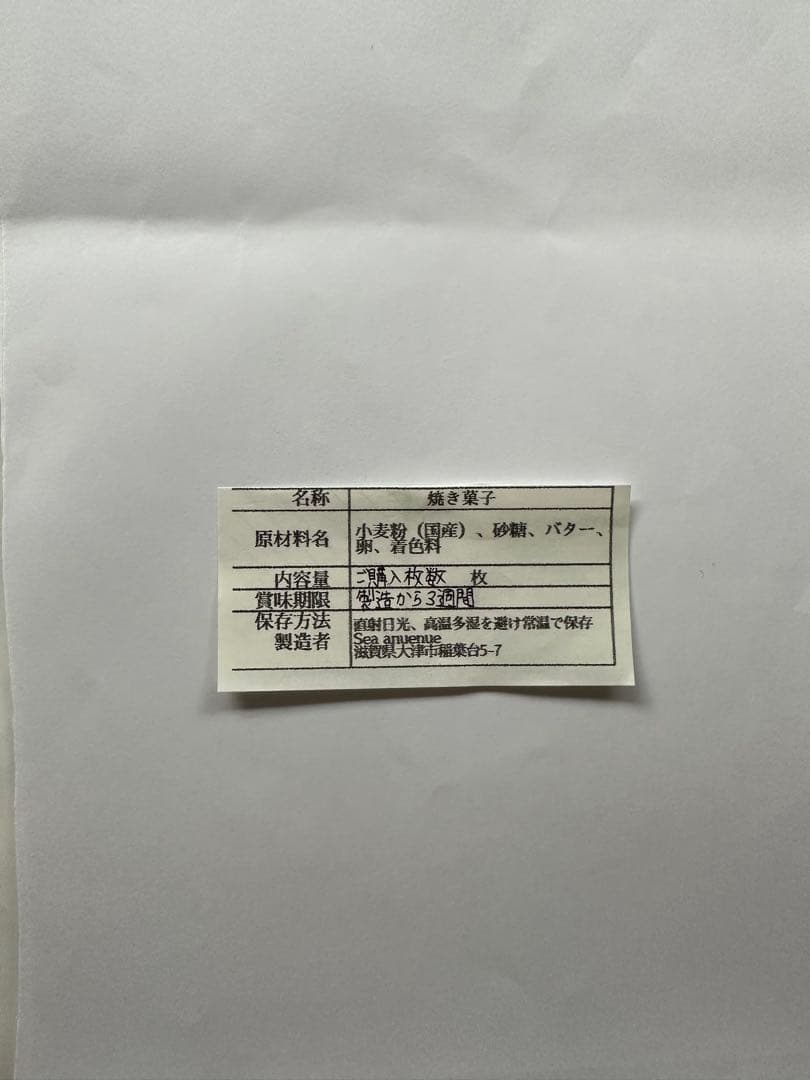 名称 焼き菓子
原材料名 小麦粉（国産）、砂糖、バター、
卵、着色料
内容量 ご購入枚数 枚
賞味期限 製造から3週間
保存方法 直射日光、高温多湿を避け常温で保存
製造者 Sea anuenue
滋賀県大津市稲葉台5-7